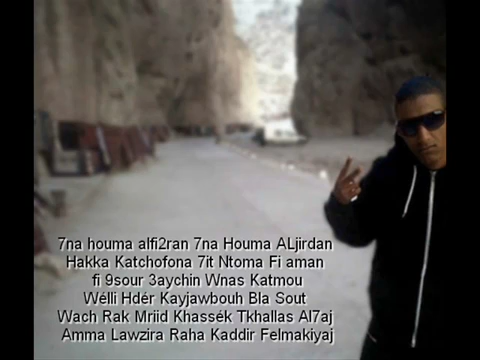 7na houma alfi2ran 7na Houma ALjirdan
Hakka Katchofona 7it Ntoma Fi aman
fi 9sour 3aychin Wnas Katmou
Wélli Hdér Kayjawbouh Bla Sout
Wach Rak Mriid Khassék Tkhallas Al7aj
Amma Lawzira Raha Kaddir Felmakiyaj